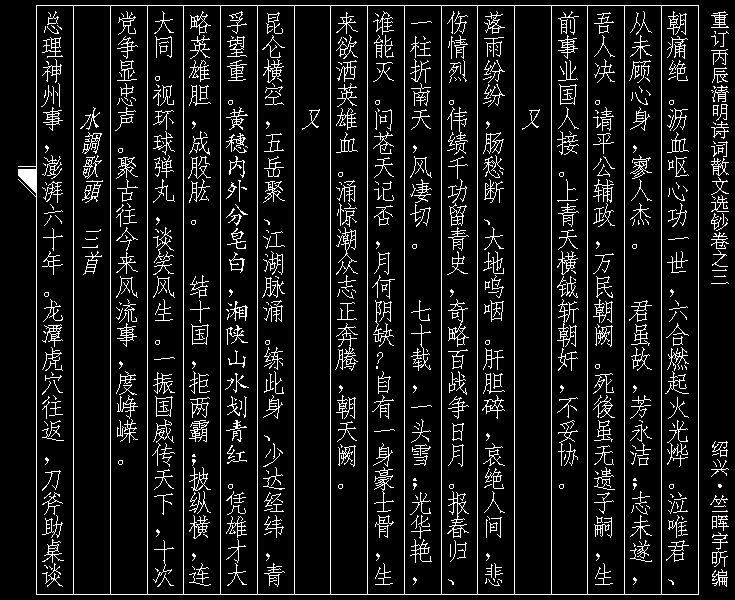 重订丙辰清明诗词散文选钞卷之三
绍兴·竺晖宇昕编
朝痛绝。沥血呕心功一世，六合燃起火光烨。泣唯君、
从未顾心身，寥人杰。　君虽故，芳永洁；志未遂，
吾人决。请平公辅政，万民朝阙。死後虽无遗子嗣，生
前事业国人接。上青天横钺斩朝奸，不妥协。
又
落雨纷纷，肠愁断、大地呜咽。肝胆碎，哀绝人间，悲
伤情烈。伟绩千功留青史，奇略百战争日月。报春归、
一柱折南天，风凄切。　七十载，一头雪；光华艳，
谁能灭。问苍天记否，月何阴缺？自有一身豪士骨，生
来欲洒英雄血。涌惊潮众志正奔腾，朝天阙。
又
昆仑横空，五岳聚、江湖脉涌。练此身、少达经纬，青
孚望重。黄穗内外分皂白，湘陕山水划青红。凭雄才大
略英雄胆，成股肱。　结十国，拒两霸；披纵横，连
大同。视环球弹丸，谈笑风生。一振国威传天下，十次
党争显忠声。聚古往今来风流事，度峥嵘。
水調歌頭　三首
总理神州事，澎湃六十年。龙潭虎穴往返，刀斧助桌谈